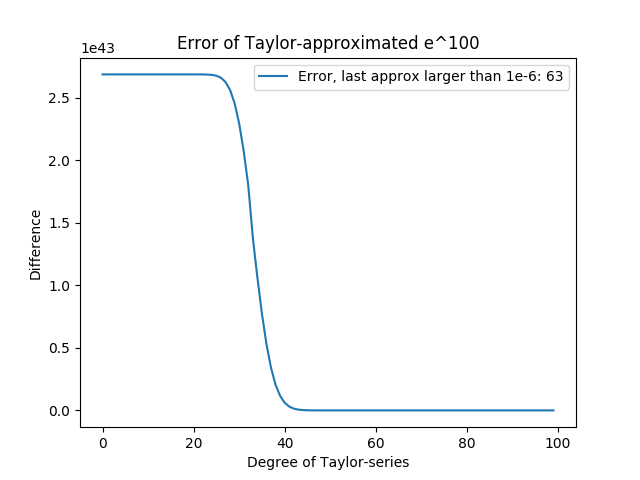 Error of Taylor-approximated e^100
1e43
Error, last approx larger than 1e-6: 63
2.5
2.0
1.5
1.0
0.5
0.0
Difference
0 20 40 60 80 100
Degree of Taylor-series